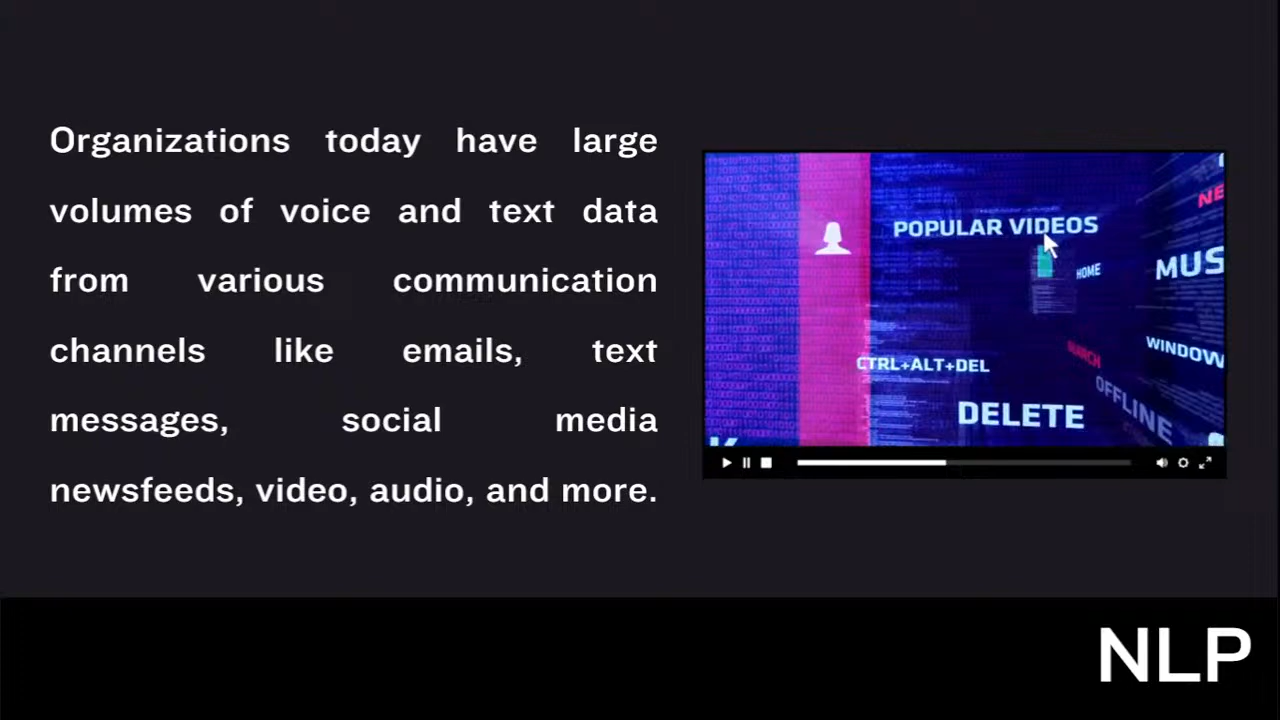 Organizations today have large
volumes of voice and text data
from various communication
channels like emails, text
messages, social media
newsfeeds, video, audio, and more.
POPULAR VIDEOS
HOME
MUS
WINDOW
SEARCH
CTRL+ALT+DEL
OFFLINE
DELETE
NLP